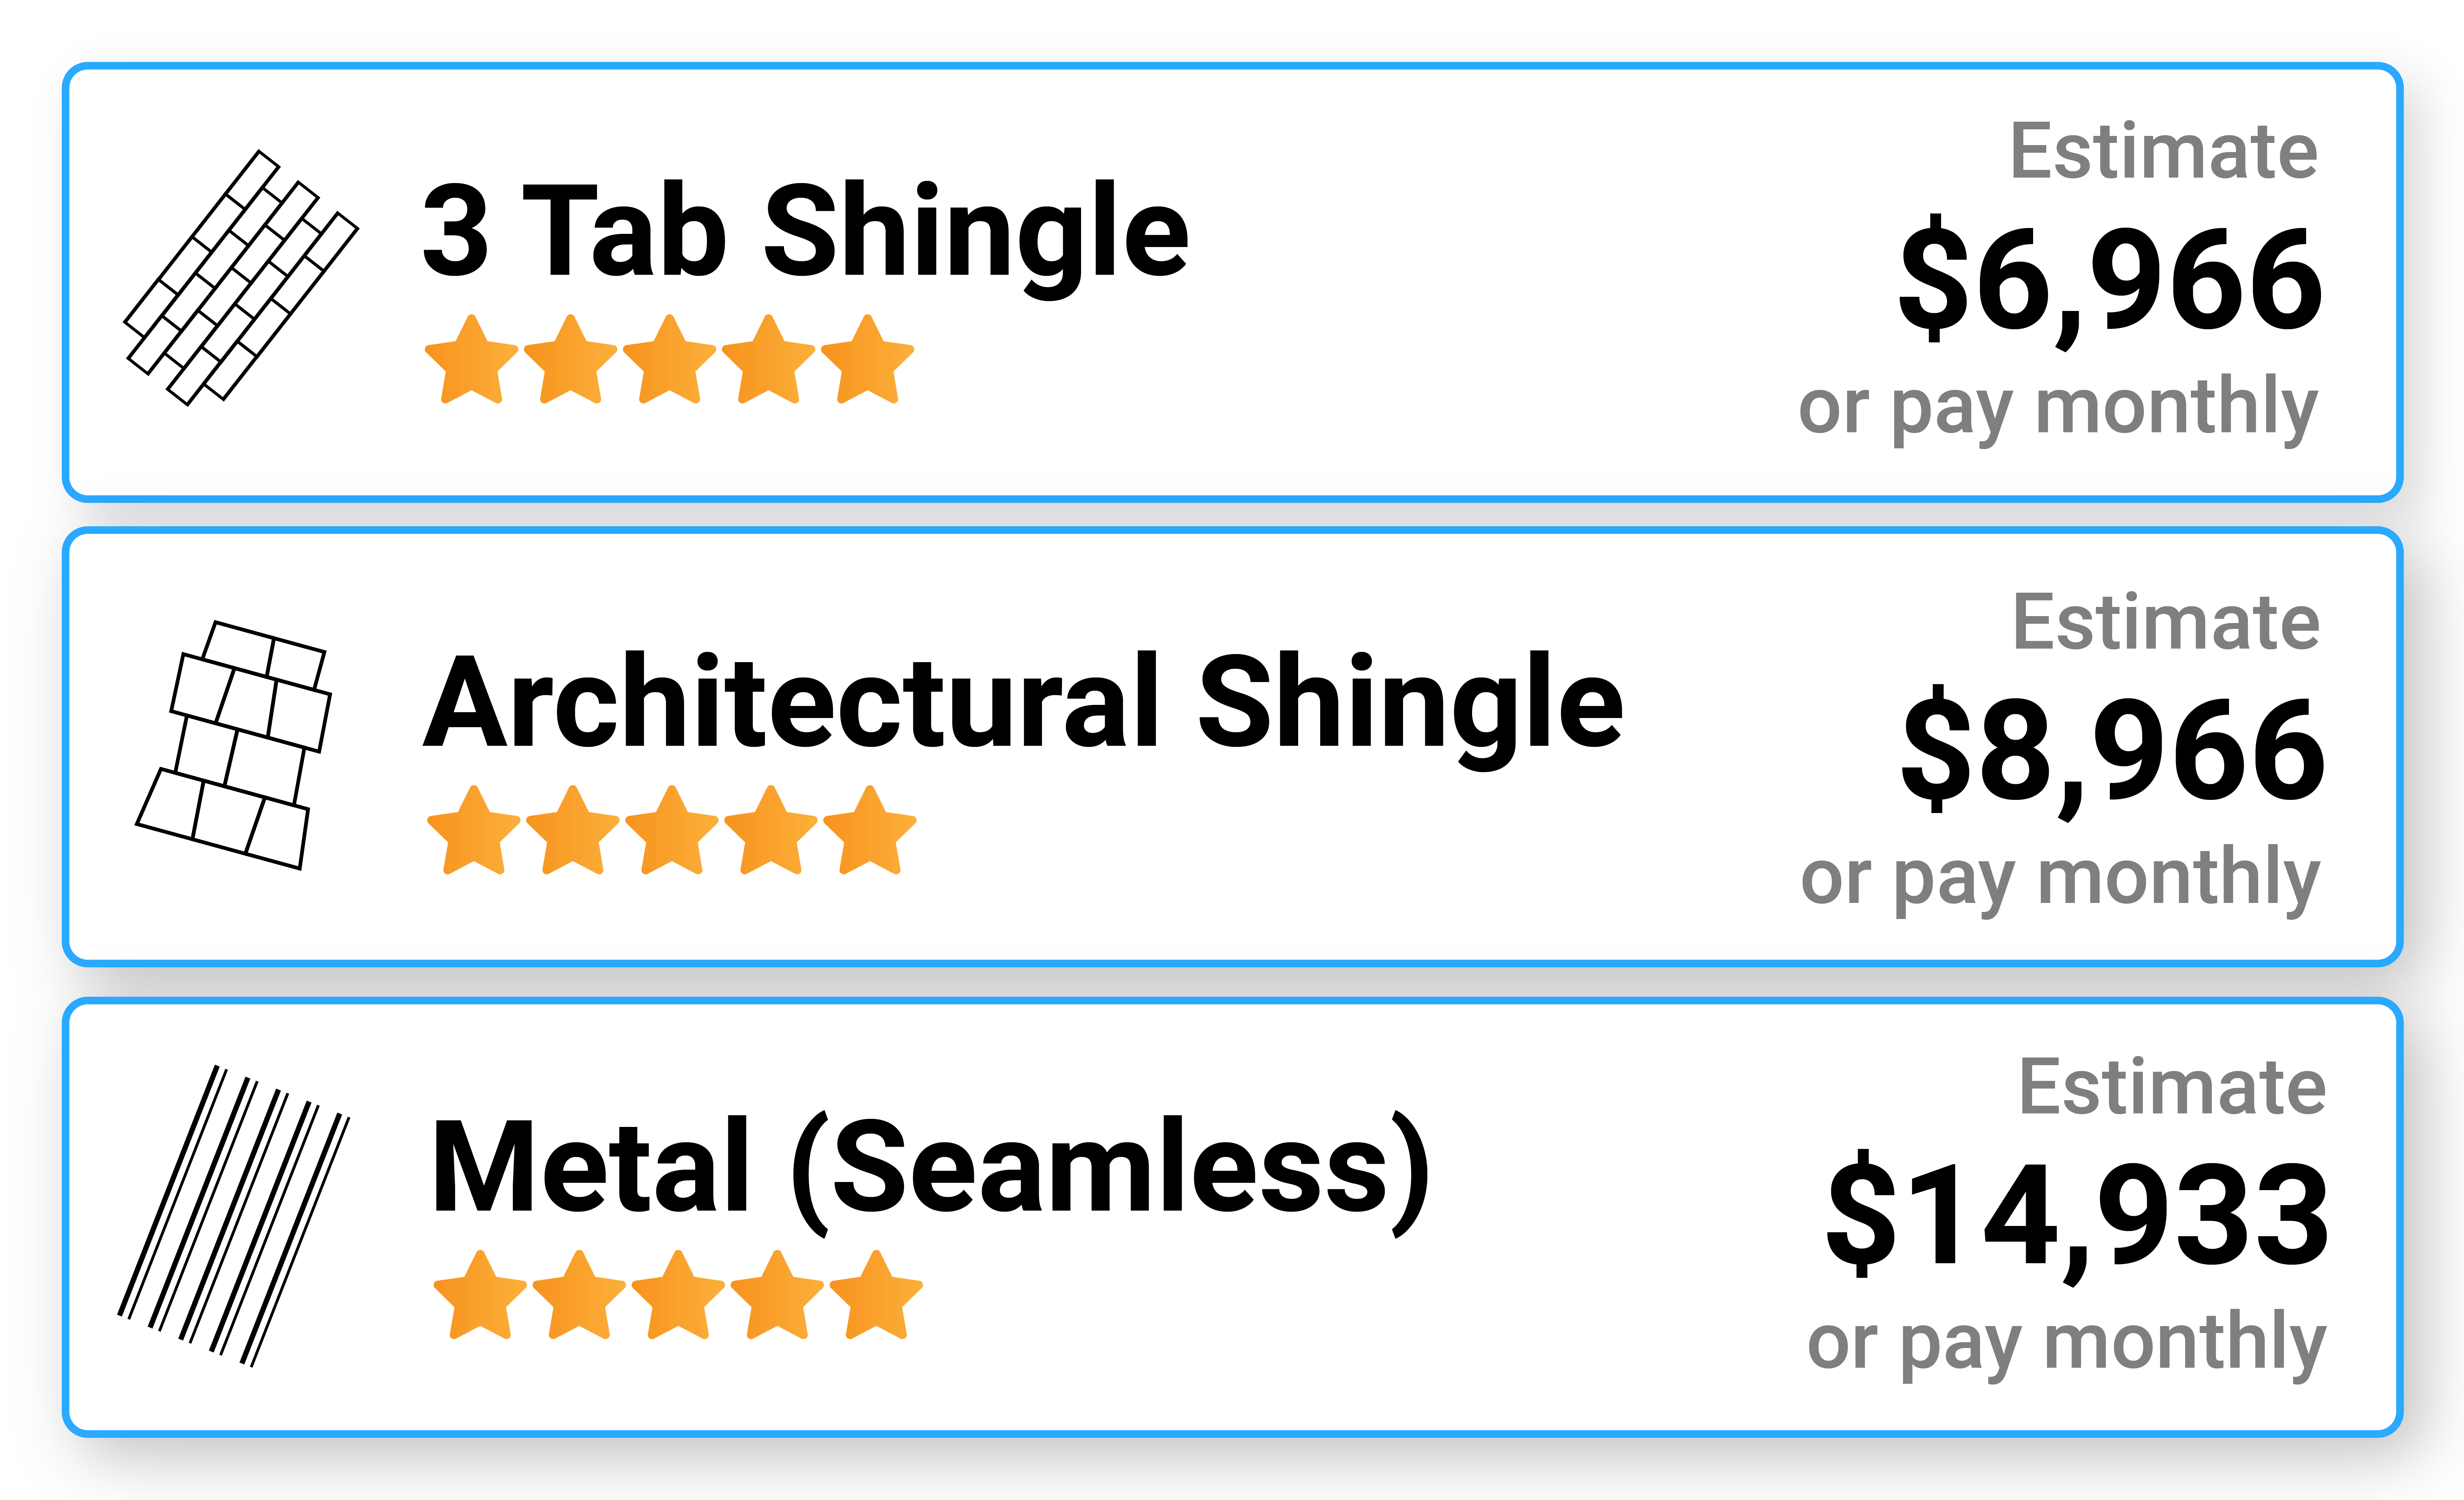 Estimate
3 Tab Shingle
$6,966
or pay monthly
Estimate
Architectural Shingle
$8,966
or pay monthly
Estimate
Metal (Seamless)
$14,933
or pay monthly